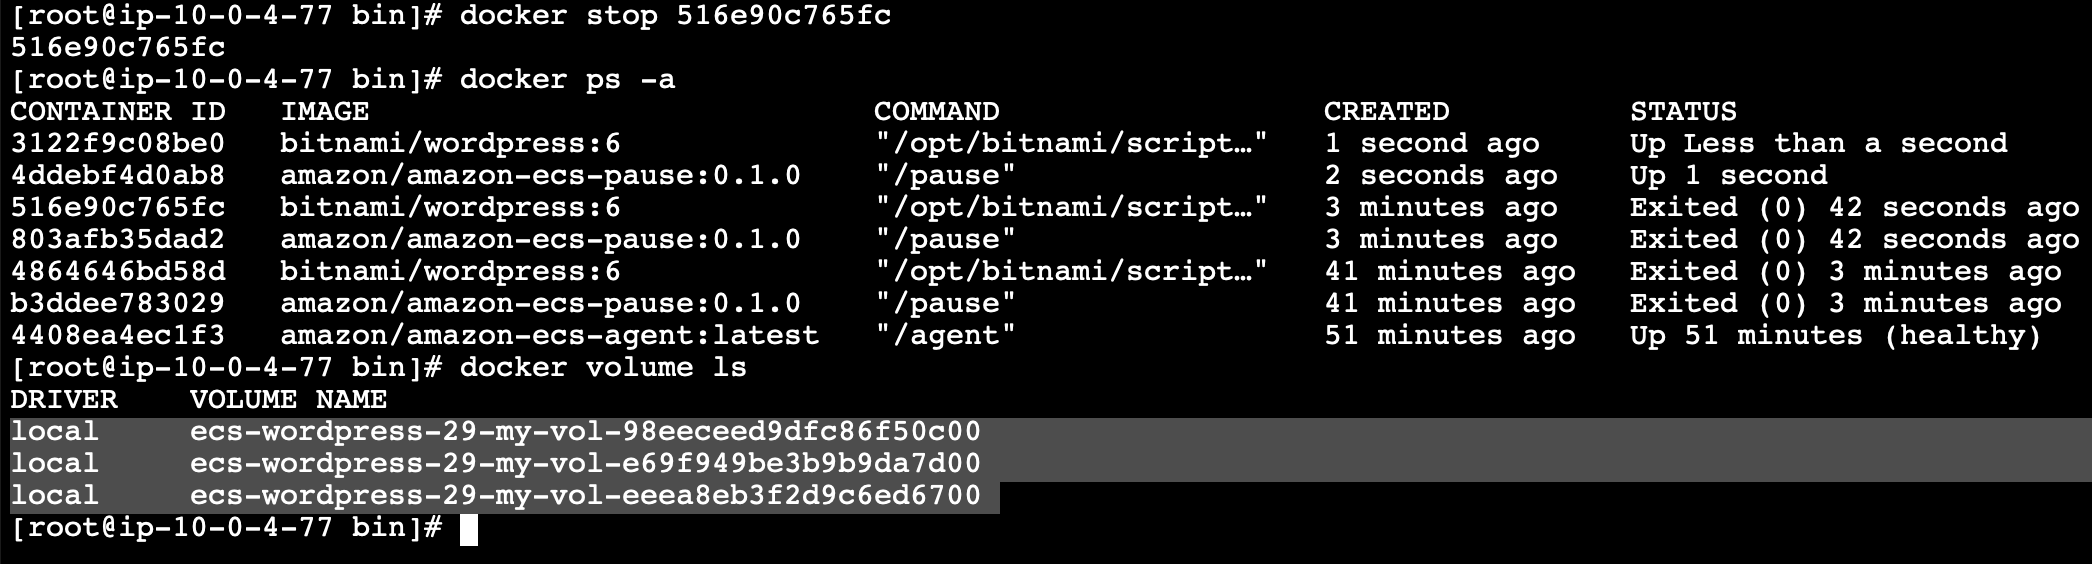 [root@ip-10-0-4-77 bin]# docker stop 516e90c765fc
516e90c765fc
[root@ip-10-0-4-77 bin]# docker ps -a
CONTAINER ID   IMAGE                            COMMAND                  CREATED          STATUS
3122f9c08be0   bitnami/wordpress:6              "/opt/bitnami/script…"   1 second ago     Up Less than a second
4ddebf4d0ab8   amazon/amazon-ecs-pause:0.1.0    "/pause"                 2 seconds ago    Up 1 second
516e90c765fc   bitnami/wordpress:6              "/opt/bitnami/script…"   3 minutes ago    Exited (0) 42 seconds ago
803afb35dad2   amazon/amazon-ecs-pause:0.1.0    "/pause"                 3 minutes ago    Exited (0) 42 seconds ago
4864646bd58d   bitnami/wordpress:6              "/opt/bitnami/script…"   41 minutes ago   Exited (0) 3 minutes ago
b3ddee783029   amazon/amazon-ecs-pause:0.1.0    "/pause"                 41 minutes ago   Exited (0) 3 minutes ago
4408ea4ec1f3   amazon/amazon-ecs-agent:latest   "/agent"                 51 minutes ago   Up 51 minutes (healthy)
[root@ip-10-0-4-77 bin]# docker volume ls
DRIVER    VOLUME NAME
local     ecs-wordpress-29-my-vol-98eeceed9dfc86f50c00
local     ecs-wordpress-29-my-vol-e69f949be3b9b9da7d00
local     ecs-wordpress-29-my-vol-eeea8eb3f2d9c6ed6700
[root@ip-10-0-4-77 bin]#